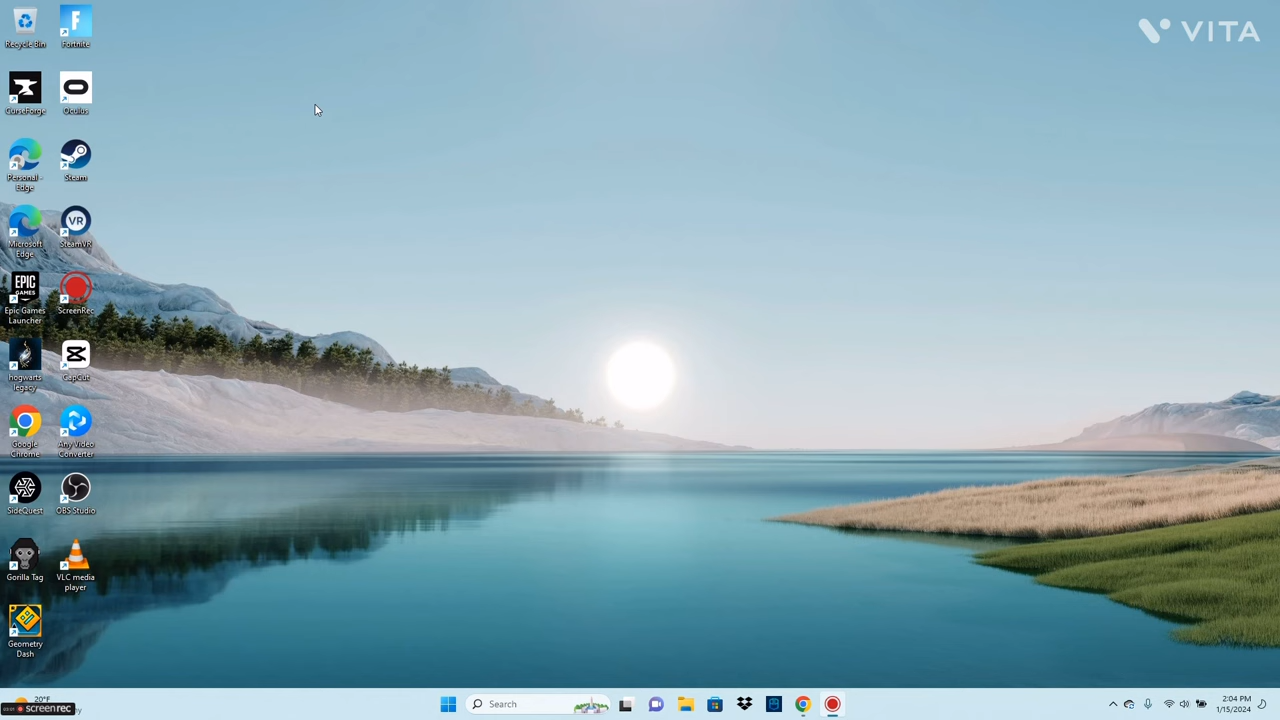 VITA
Recycle Bin
Fortnite
CurseForge
Oculus
Personal -
Edge
Steam
Microsoft
Edge
VR
SteamVR
EPIC
GAMES
Epic Games
Launcher
ScreenRec
hogwarts
legacy
CapCut
Google
Chrome
Any Video
Converter
SideQuest
OBS Studio
Gorilla Tag
VLC media
player
Geometry
Dash
20°F
screenrec
Search
2:04 PM
1/15/2024